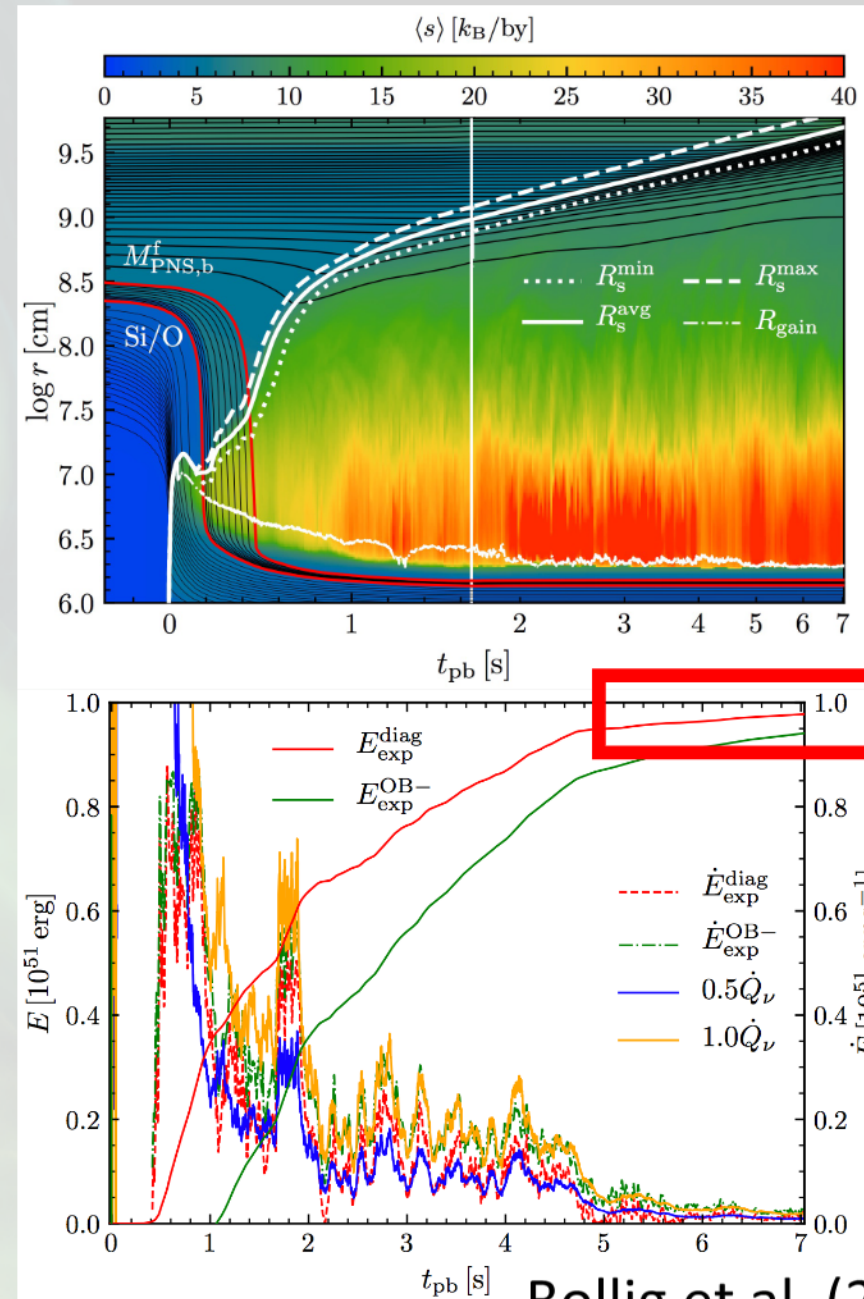 ⟨s⟩ [k_B/by]
0 5 10 15 20 25 30 35 40
log r [cm]
9.5
9.0
8.5
8.0
7.5
7.0
6.5
6.0
M^f_PNS,b
Si/O
R_s^min R_s^max
R_s^avg R_gain
0 1 2 3 4 5 6 7
t_pb [s]
E [10^51 erg]
1.0 1.0
0.8 0.8
0.6 0.6
0.4 0.4
0.2 0.2
0.0 0.0
E_exp^diag
E_exp^OB−
Ė_exp^diag
Ė_exp^OB−
0.5Q̇_ν
1.0Q̇_ν
0 1 2 3 4 5 6 7
t_pb [s]
Bollig et al. (2